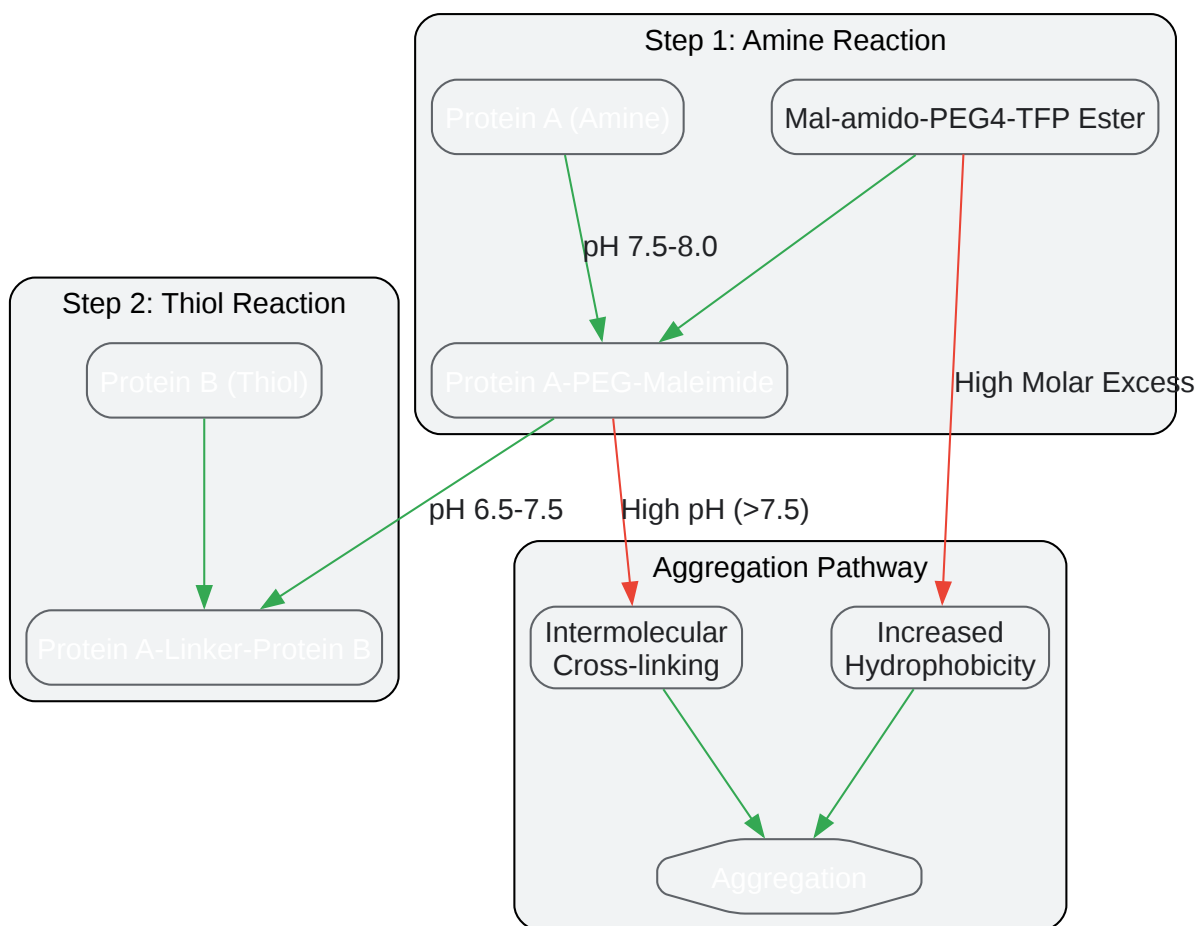 Step 1: Amine Reaction
Protein A (Amine)
Mal-amido-PEG4-TFP Ester
pH 7.5-8.0
Step 2: Thiol Reaction
Protein B (Thiol)
Protein A-PEG-Maleimide
High Molar Excess
pH 6.5-7.5
High pH (>7.5)
Aggregation Pathway
Protein A-Linker-Protein B
Intermolecular
Cross-linking
Increased
Hydrophobicity
Aggregation